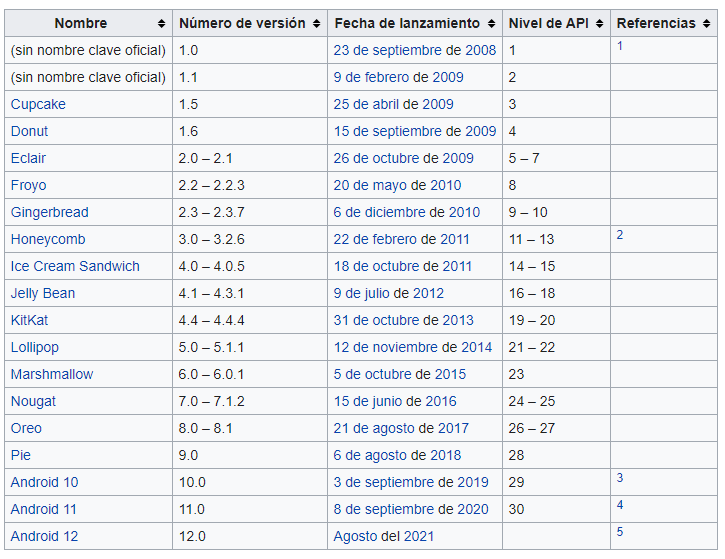 Nombre Número de versión Fecha de lanzamiento Nivel de API Referencias
(sin nombre clave oficial) 1.0 23 de septiembre de 2008 1 1
(sin nombre clave oficial) 1.1 9 de febrero de 2009 2
Cupcake 1.5 25 de abril de 2009 3
Donut 1.6 15 de septiembre de 2009 4
Eclair 2.0 – 2.1 26 de octubre de 2009 5 – 7
Froyo 2.2 – 2.2.3 20 de mayo de 2010 8
Gingerbread 2.3 – 2.3.7 6 de diciembre de 2010 9 – 10
Honeycomb 3.0 – 3.2.6 22 de febrero de 2011 11 – 13 2
Ice Cream Sandwich 4.0 – 4.0.5 18 de octubre de 2011 14 – 15
Jelly Bean 4.1 – 4.3.1 9 de julio de 2012 16 – 18
KitKat 4.4 – 4.4.4 31 de octubre de 2013 19 – 20
Lollipop 5.0 – 5.1.1 12 de noviembre de 2014 21 – 22
Marshmallow 6.0 – 6.0.1 5 de octubre de 2015 23
Nougat 7.0 – 7.1.2 15 de junio de 2016 24 – 25
Oreo 8.0 – 8.1 21 de agosto de 2017 26 – 27
Pie 9.0 6 de agosto de 2018 28
Android 10 10.0 3 de septiembre de 2019 29 3
Android 11 11.0 8 de septiembre de 2020 30 4
Android 12 12.0 Agosto del 2021 5